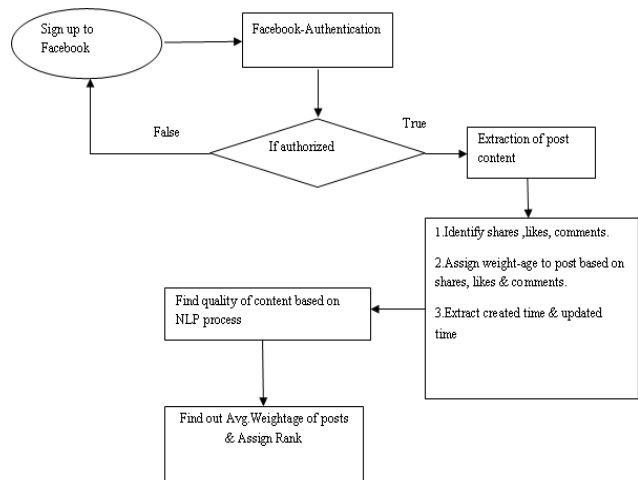 Sign up to
Facebook
Facebook-Authentication
False
True
If authorized
Extraction of post
content
1.Identify shares ,likes, comments.
2.Assign weight-age to post based on
shares, likes & comments.
3.Extract created time & updated
time
Find quality of content based on
NLP process
Find out Avg.Weightage of posts
& Assign Rank